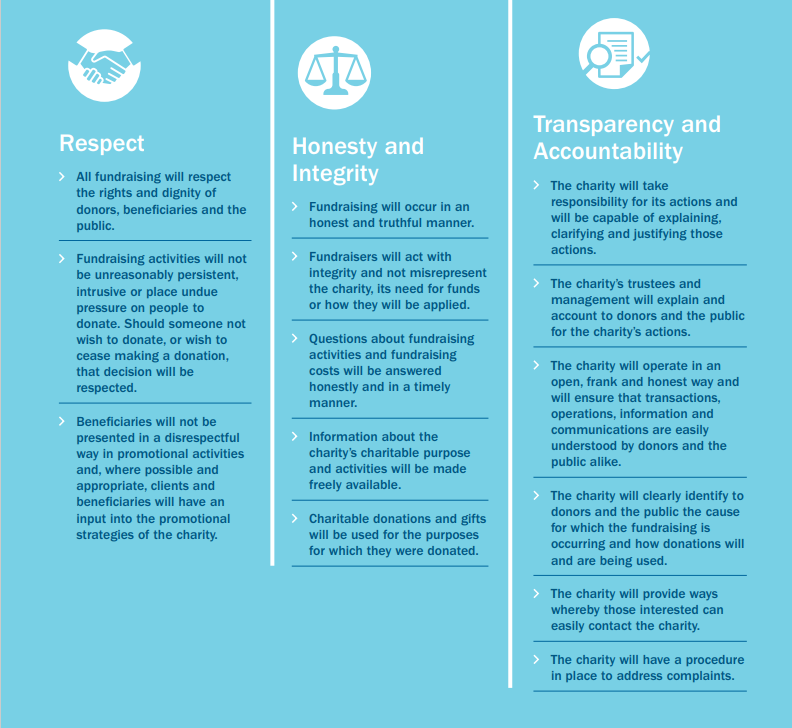 Respect
All fundraising will respect
the rights and dignity of
donors, beneficiaries and the
public.
Fundraising activities will not
be unreasonably persistent,
intrusive or place undue
pressure on people to
donate. Should someone not
wish to donate, or wish to
cease making a donation,
that decision will be
respected.
Beneficiaries will not be
presented in a disrespectful
way in promotional activities
and, where possible and
appropriate, clients and
beneficiaries will have an
input into the promotional
strategies of the charity.
Honesty and
Integrity
Fundraising will occur in an
honest and truthful manner.
Fundraisers will act with
integrity and not misrepresent
the charity, its need for funds
or how they will be applied.
Questions about fundraising
activities and fundraising
costs will be answered
honestly and in a timely
manner.
Information about the
charity's charitable purpose
and activities will be made
freely available.
Charitable donations and gifts
will be used for the purposes
for which they were donated.
Transparency and
Accountability
The charity will take
responsibility for its actions and
will be capable of explaining,
clarifying and justifying those
actions.
The charity's trustees and
management will explain and
account to donors and the public
for the charity's actions.
The charity will operate in an
open, frank and honest way and
will ensure that transactions,
operations, information and
communications are easily
understood by donors and the
public alike.
The charity will clearly identify to
donors and the public the cause
for which the fundraising is
occurring and how donations will
and are being used.
The charity will provide ways
whereby those interested can
easily contact the charity.
The charity will have a procedure
in place to address complaints.